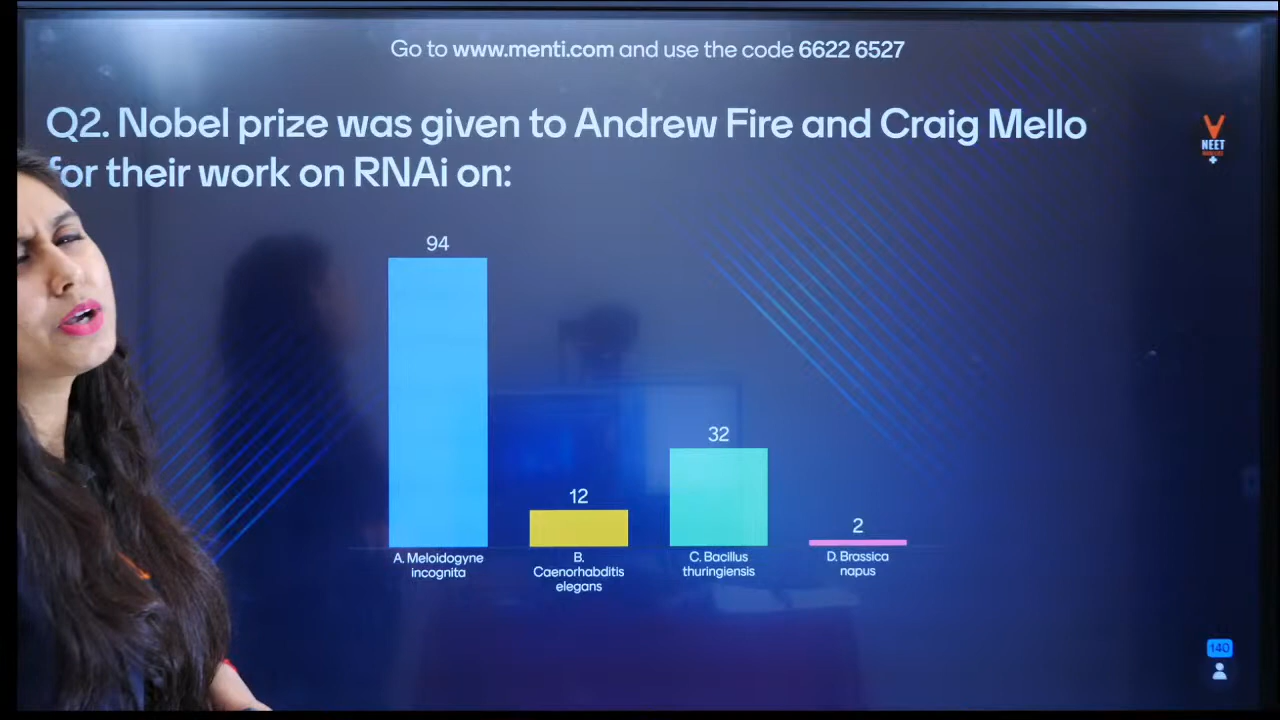 Go to www.menti.com and use the code 6622 6527
Q2. Nobel prize was given to Andrew Fire and Craig Mello
for their work on RNAi on:
NEET
94
12
32
2
A. Meloidogyne
incognita
B.
Caenorhabditis
elegans
C. Bacillus
thuringiensis
D. Brassica
napus
140